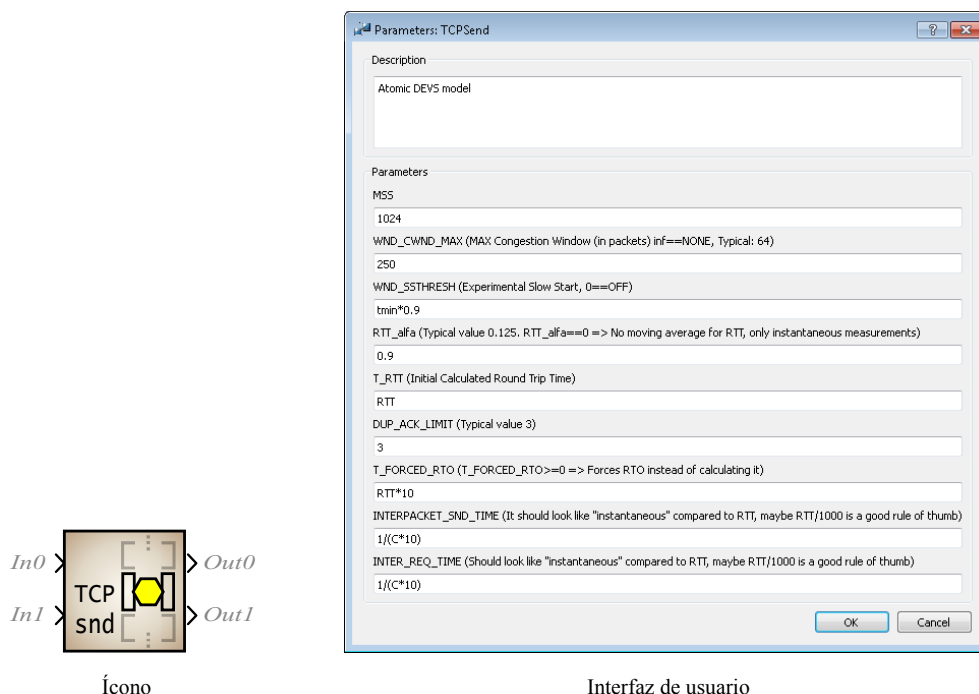 Parameters: TCPSend
Description
Atomic DEVS model
Parameters
MSS
1024
WND_CWND_MAX (MAX Congestion Window (in packets) inf==NONE, Typical: 64)
250
WND_SSTHRESH (Experimental Slow Start, 0==OFF)
tmin*0.9
RTT_alfa (Typical value 0.125. RTT_alfa==0 => No moving average for RTT, only instantaneous measurements)
0.9
T_RTT (Initial Calculated Round Trip Time)
RTT
DUP_ACK_LIMIT (Typical value 3)
3
T_FORCED_RTO (T_FORCED_RTO>=0 => Forces RTO instead of calculating it)
RTT*10
INTERPACKET_SND_TIME (It should look like "instantaneous" compared to RTT, maybe RTT/1000 is a good rule of thumb)
1/(C*10)
INTER_REQ_TIME (Should look like "instantaneous" compared to RTT, maybe RTT/1000 is a good rule of thumb)
1/(C*10)
OK Cancel
In0 Out0
TCP
In1 snd Out1
Ícono Interfaz de usuario